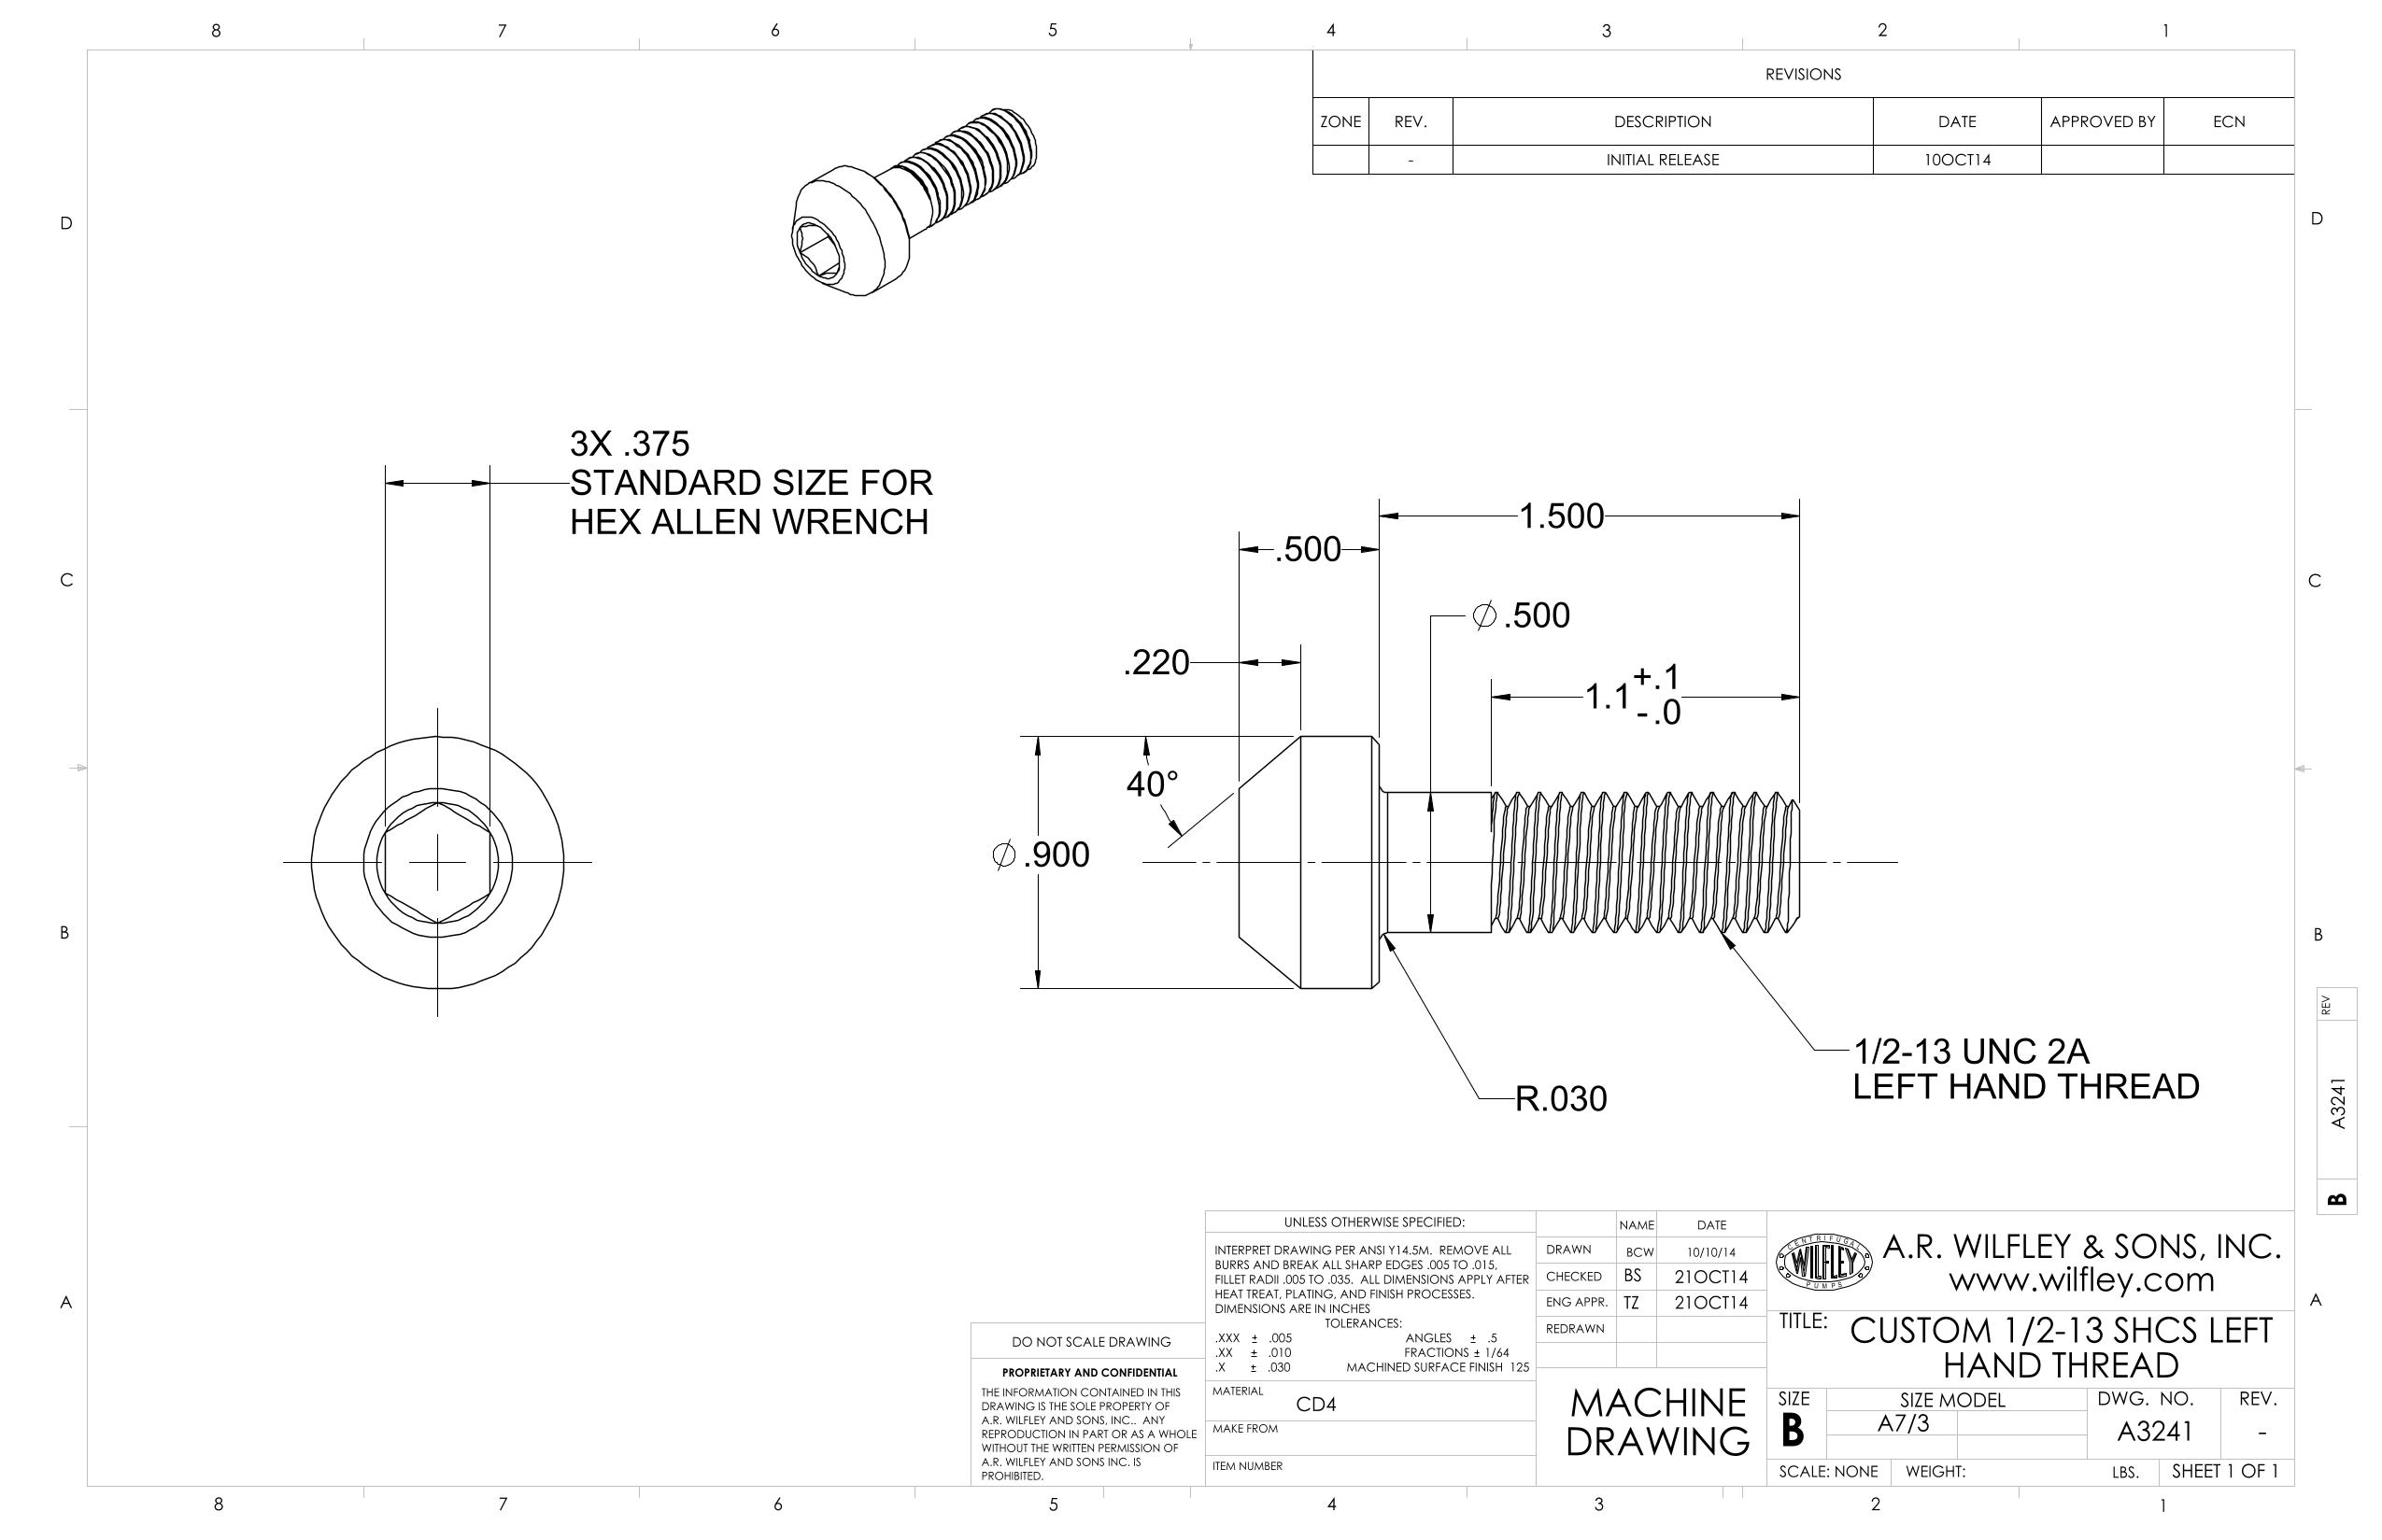 8 7 6 5 4 3 2 1
REVISIONS
ZONE REV. DESCRIPTION DATE APPROVED BY ECN
- INITIAL RELEASE 10OCT14
D D
3X .375
STANDARD SIZE FOR
HEX ALLEN WRENCH
1.500
.500
C C
⌀ .500
.220
1.1 +.1
- .0
40°
⌀ .900
B B
1/2-13 UNC 2A
LEFT HAND THREAD
R.030
REV
A3241
B
A A
UNLESS OTHERWISE SPECIFIED:
INTERPRET DRAWING PER ANSI Y14.5M. REMOVE ALL
BURRS AND BREAK ALL SHARP EDGES .005 TO .015,
FILLET RADII .005 TO .035. ALL DIMENSIONS APPLY AFTER
HEAT TREAT, PLATING, AND FINISH PROCESSES.
DIMENSIONS ARE IN INCHES
TOLERANCES:
.XXX ± .005 ANGLES ± .5
.XX ± .010 FRACTIONS ± 1/64
.X ± .030 MACHINED SURFACE FINISH 125
MATERIAL
CD4
MAKE FROM
ITEM NUMBER
DO NOT SCALE DRAWING
PROPRIETARY AND CONFIDENTIAL
THE INFORMATION CONTAINED IN THIS
DRAWING IS THE SOLE PROPERTY OF
A.R. WILFLEY AND SONS, INC.. ANY
REPRODUCTION IN PART OR AS A WHOLE
WITHOUT THE WRITTEN PERMISSION OF
A.R. WILFLEY AND SONS INC. IS
PROHIBITED.
NAME DATE
DRAWN BCW 10/10/14
CHECKED BS 21OCT14
ENG APPR. TZ 21OCT14
REDRAWN
MACHINE
DRAWING
CENTRIFUGAL
WILFLEY
PUMPS
A.R. WILFLEY & SONS, INC.
www.wilfley.com
TITLE: CUSTOM 1/2-13 SHCS LEFT
HAND THREAD
SIZE SIZE MODEL DWG. NO. REV.
B A7/3 A3241 -
SCALE: NONE WEIGHT: LBS. SHEET 1 OF 1
8 7 6 5 4 3 2 1